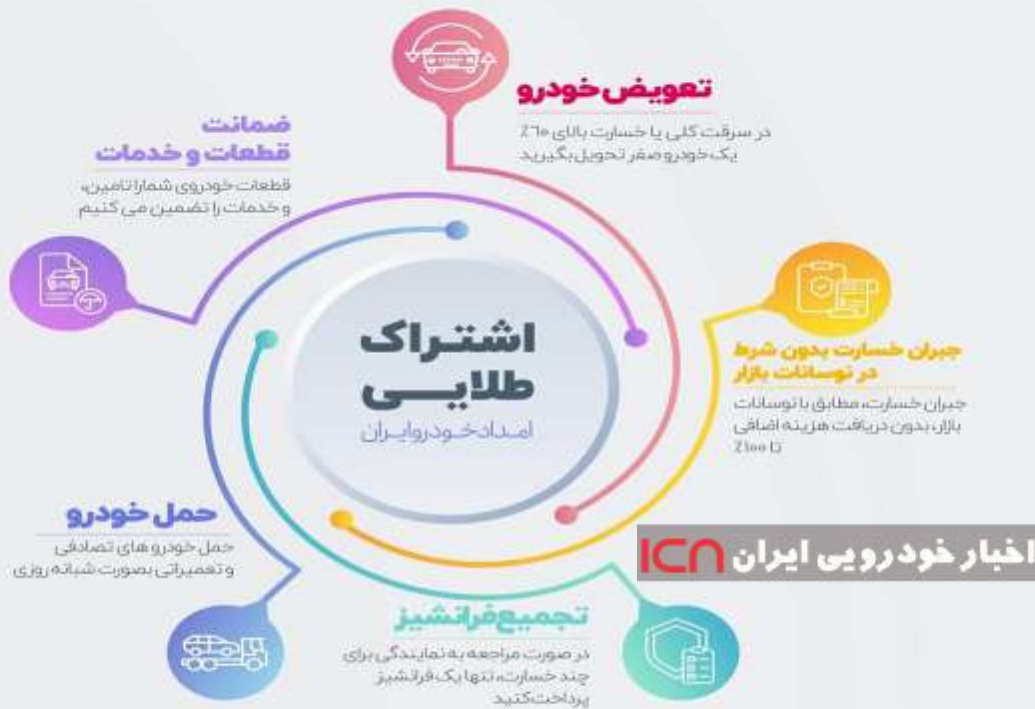 تعویض خودرو
در سرقت کلی یا خسارت بالای ۶۰٪
یک خودرو صفر تحویل بگیرید
ضمانت
قطعات و خدمات
قطعات خودروی شما را تامین،
و خدمات را تضمین می کنیم
جبران خسارت بدون شرط
در نوسانات بازار
جبران خسارت، مطابق با نوسانات
بازار، بدون دریافت هزینه اضافی
تا ۱۰۰٪
اشتراک
طلایی
امداد خودرو ایران
حمل خودرو
حمل خودرو های تصادفی
و تعمیراتی بصورت شبانه روزی
اخبار خودرویی ایران ICN
تجمیع فرانشیز
در صورت مراجعه به نمایندگی برای
چند خسارت، تنها یک فرانشیز
پرداخت کنید